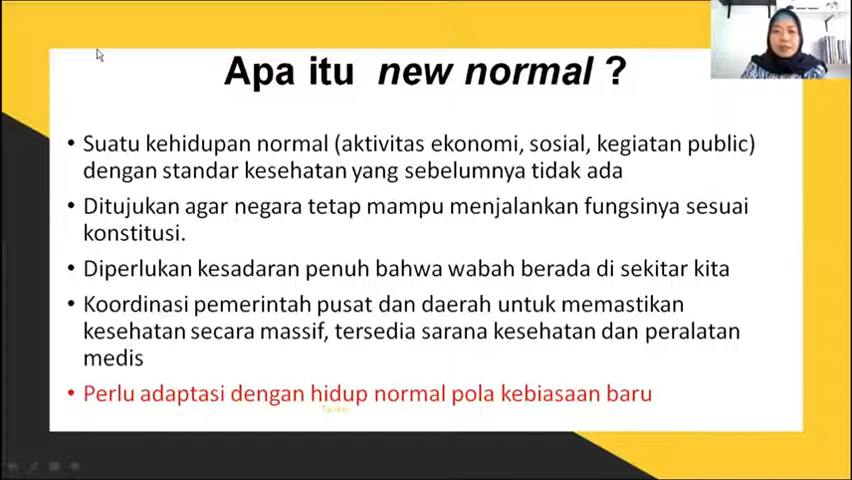 Apa itu new normal ?
• Suatu kehidupan normal (aktivitas ekonomi, sosial, kegiatan public)
dengan standar kesehatan yang sebelumnya tidak ada
• Ditujukan agar negara tetap mampu menjalankan fungsinya sesuai
konstitusi.
• Diperlukan kesadaran penuh bahwa wabah berada di sekitar kita
• Koordinasi pemerintah pusat dan daerah untuk memastikan
kesehatan secara massif, tersedia sarana kesehatan dan peralatan
medis
• Perlu adaptasi dengan hidup normal pola kebiasaan baru